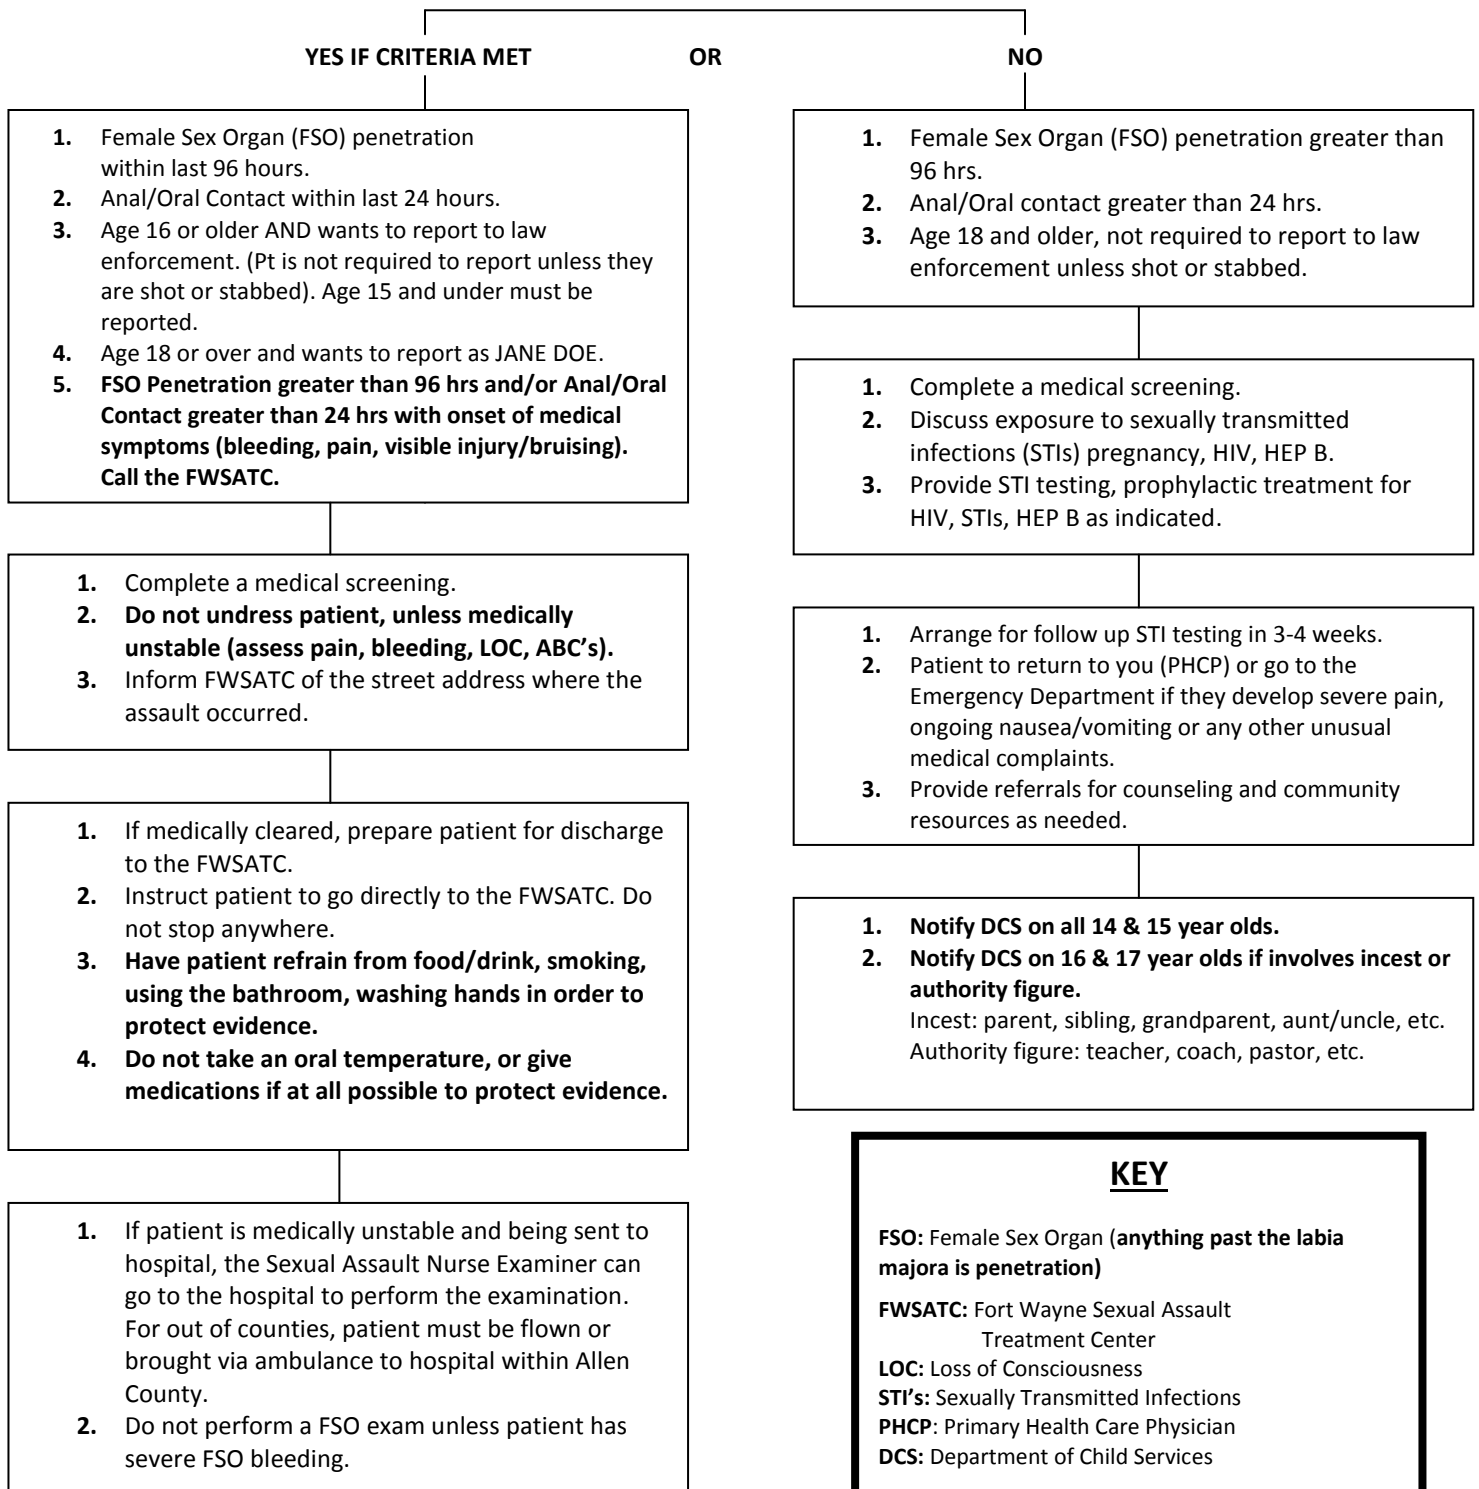 YES IF CRITERIA MET OR NO
1. Female Sex Organ (FSO) penetration
within last 96 hours.
2. Anal/Oral Contact within last 24 hours.
3. Age 16 or older AND wants to report to law
enforcement. (Pt is not required to report unless they
are shot or stabbed). Age 15 and under must be
reported.
4. Age 18 or over and wants to report as JANE DOE.
5. FSO Penetration greater than 96 hrs and/or Anal/Oral
Contact greater than 24 hrs with onset of medical
symptoms (bleeding, pain, visible injury/bruising).
Call the FWSATC.
1. Complete a medical screening.
2. Do not undress patient, unless medically
unstable (assess pain, bleeding, LOC, ABC’s).
3. Inform FWSATC of the street address where the
assault occurred.
1. If medically cleared, prepare patient for discharge
to the FWSATC.
2. Instruct patient to go directly to the FWSATC. Do
not stop anywhere.
3. Have patient refrain from food/drink, smoking,
using the bathroom, washing hands in order to
protect evidence.
4. Do not take an oral temperature, or give
medications if at all possible to protect evidence.
1. If patient is medically unstable and being sent to
hospital, the Sexual Assault Nurse Examiner can
go to the hospital to perform the examination.
For out of counties, patient must be flown or
brought via ambulance to hospital within Allen
County.
2. Do not perform a FSO exam unless patient has
severe FSO bleeding.
1. Female Sex Organ (FSO) penetration greater than
96 hrs.
2. Anal/Oral contact greater than 24 hrs.
3. Age 18 and older, not required to report to law
enforcement unless shot or stabbed.
1. Complete a medical screening.
2. Discuss exposure to sexually transmitted
infections (STIs) pregnancy, HIV, HEP B.
3. Provide STI testing, prophylactic treatment for
HIV, STIs, HEP B as indicated.
1. Arrange for follow up STI testing in 3-4 weeks.
2. Patient to return to you (PHCP) or go to the
Emergency Department if they develop severe pain,
ongoing nausea/vomiting or any other unusual
medical complaints.
3. Provide referrals for counseling and community
resources as needed.
1. Notify DCS on all 14 & 15 year olds.
2. Notify DCS on 16 & 17 year olds if involves incest or
authority figure.
Incest: parent, sibling, grandparent, aunt/uncle, etc.
Authority figure: teacher, coach, pastor, etc.
KEY
FSO: Female Sex Organ (anything past the labia
majora is penetration)
FWSATC: Fort Wayne Sexual Assault
Treatment Center
LOC: Loss of Consciousness
STI’s: Sexually Transmitted Infections
PHCP: Primary Health Care Physician
DCS: Department of Child Services